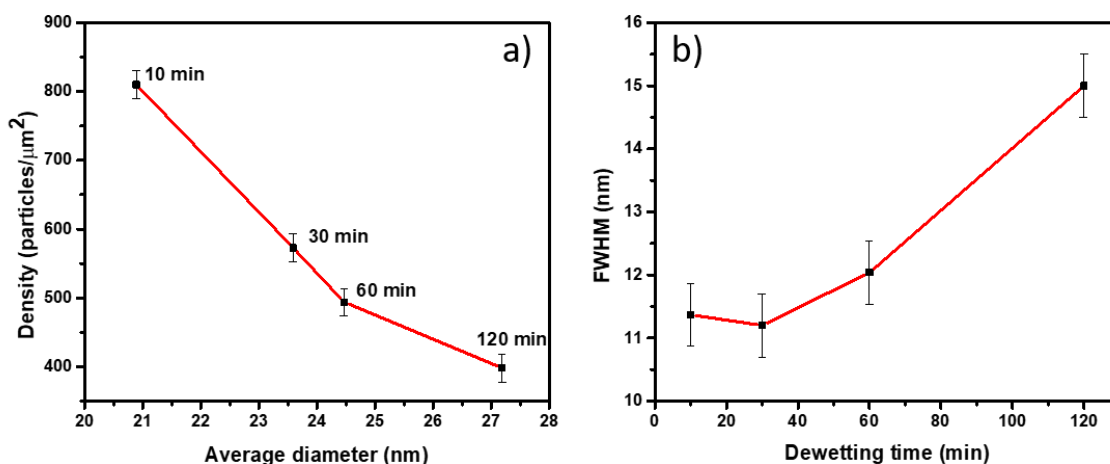 a)
Density (particles/μm²)
900
800
700
600
500
400
10 min
30 min
60 min
120 min
20 21 22 23 24 25 26 27 28
Average diameter (nm)
b)
FWHM (nm)
16
15
14
13
12
11
10
0 20 40 60 80 100 120
Dewetting time (min)